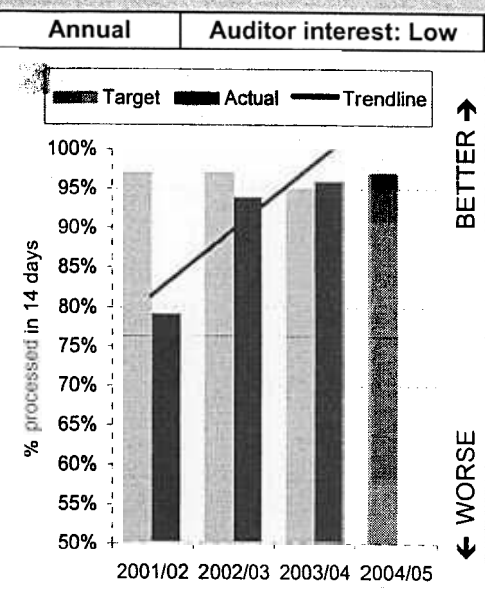 Annual
Auditor interest: Low
Target Actual Trendline
100%
95%
90%
85%
80%
75%
70%
65%
60%
55%
50%
% processed in 14 days
2001/02 2002/03 2003/04 2004/05
BETTER →
← WORSE